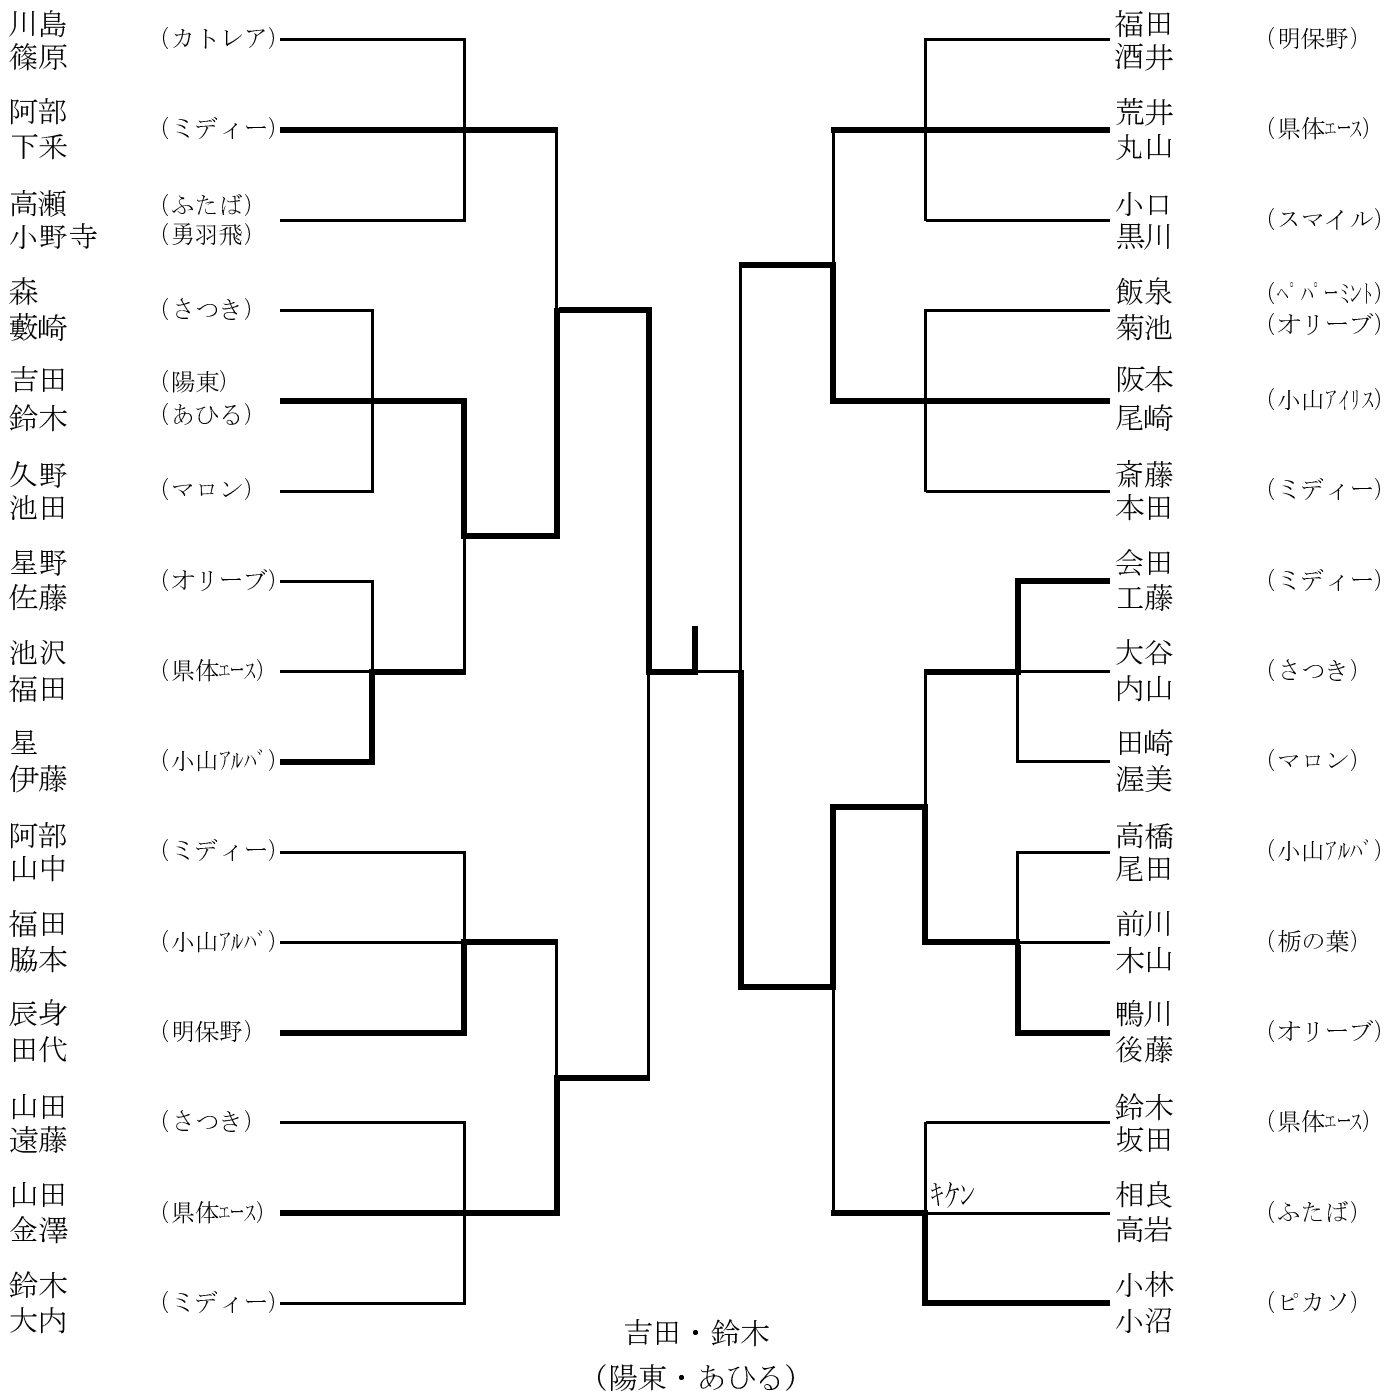 川島
篠原
(カトレア)
阿部
下釆
(ミディー)
高瀬
小野寺
(ふたば)
(勇羽飛)
森
藪崎
(さつき)
吉田
鈴木
(陽東)
(あひる)
久野
池田
(マロン)
星野
佐藤
(オリーブ)
池沢
福田
(県体ｴｰｽ)
星
伊藤
(小山ｱﾙﾊﾞ)
阿部
山中
(ミディー)
福田
脇本
(小山ｱﾙﾊﾞ)
辰身
田代
(明保野)
山田
遠藤
(さつき)
山田
金澤
(県体ｴｰｽ)
鈴木
大内
(ミディー)
福田
酒井
(明保野)
荒井
丸山
(県体ｴｰｽ)
小口
黒川
(スマイル)
飯泉
菊池
(ﾍﾟﾊﾟｰﾐﾝﾄ)
(オリーブ)
阪本
尾崎
(小山ｱｲﾘｽ)
斎藤
本田
(ミディー)
会田
工藤
(ミディー)
大谷
内山
(さつき)
田崎
渥美
(マロン)
高橋
尾田
(小山ｱﾙﾊﾞ)
前川
木山
(栃の葉)
鴨川
後藤
(オリーブ)
鈴木
坂田
(県体ｴｰｽ)
ｷｹﾝ
相良
高岩
(ふたば)
小林
小沼
(ピカソ)
吉田・鈴木
(陽東・あひる)